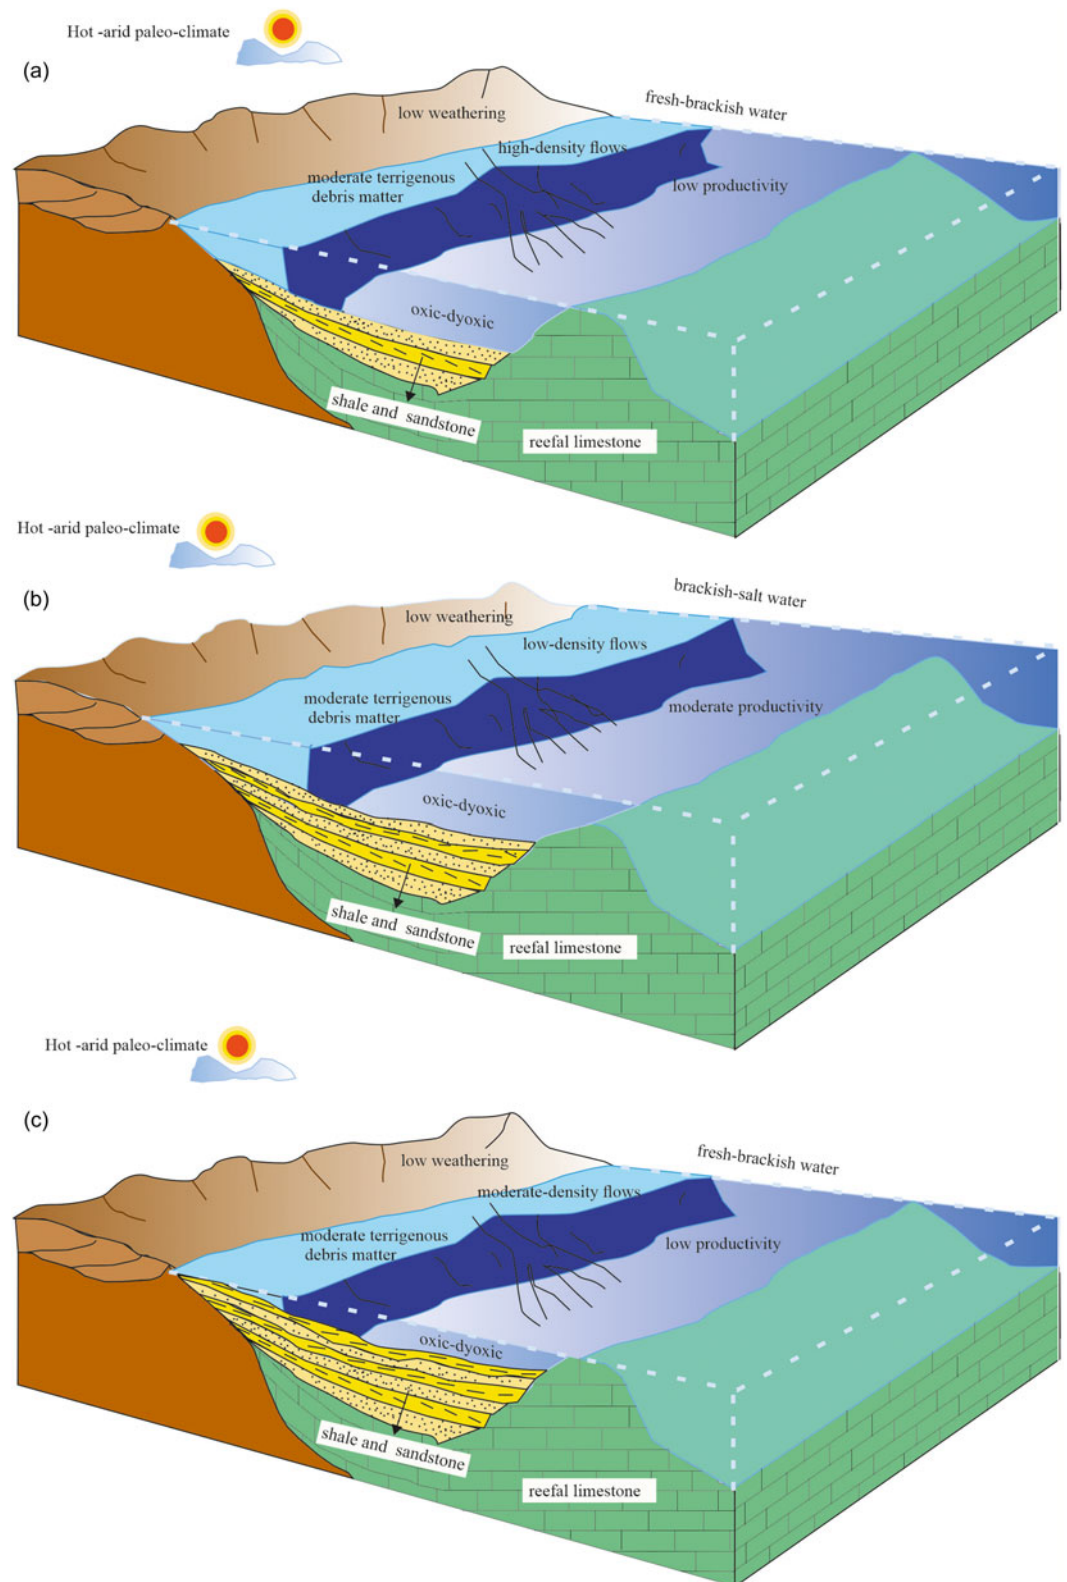 Hot -arid paleo-climate
(a)
fresh-brackish water
low weathering
high-density flows
moderate terrigenous
debris matter
low productivity
oxic-dyoxic
shale and sandstone
reefal limestone
Hot -arid paleo-climate
(b)
brackish-salt water
low weathering
low-density flows
moderate terrigenous
debris matter
moderate productivity
oxic-dyoxic
shale and sandstone
reefal limestone
Hot -arid paleo-climate
(c)
fresh-brackish water
low weathering
moderate-density flows
moderate terrigenous
debris matter
low productivity
oxic-dyoxic
shale and sandstone
reefal limestone